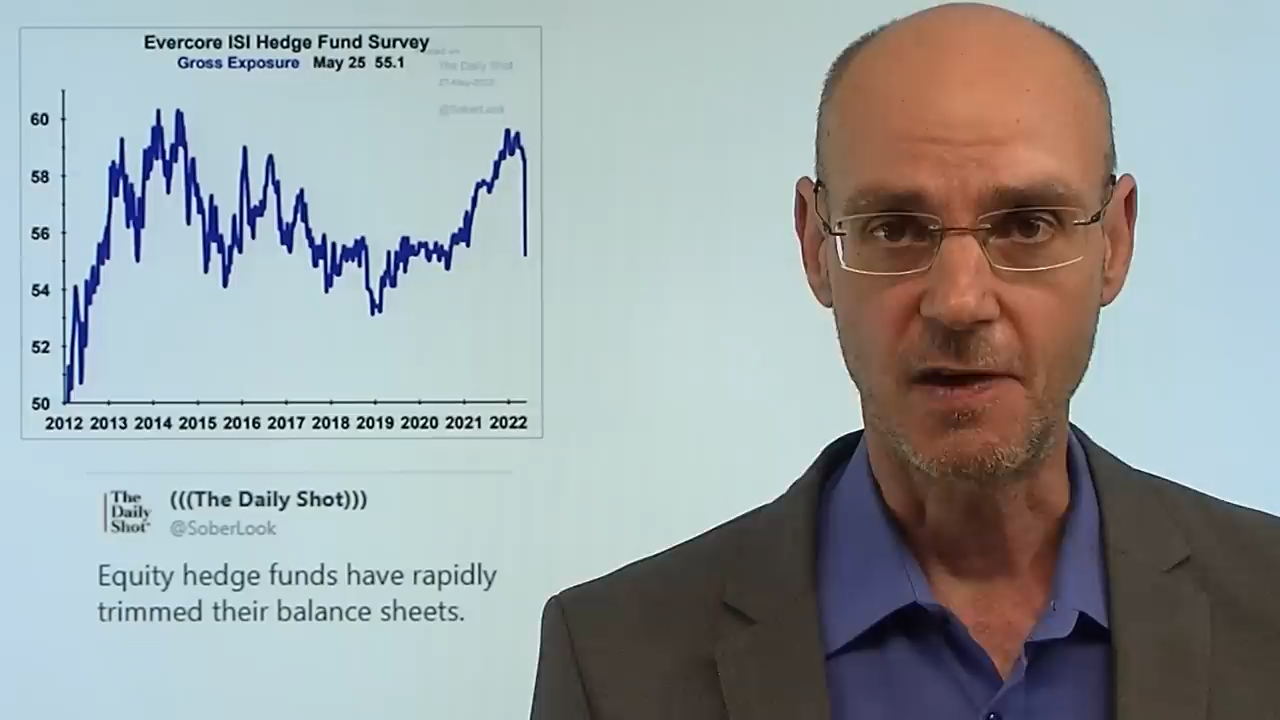 Evercore ISI Hedge Fund Survey
Gross Exposure May 25 55.1
The Daily Shot
@SoberLook
60
58
56
54
52
50
2012 2013 2014 2015 2016 2017 2018 2019 2020 2021 2022
The
Daily
Shot
(((The Daily Shot)))
@SoberLook
Equity hedge funds have rapidly
trimmed their balance sheets.